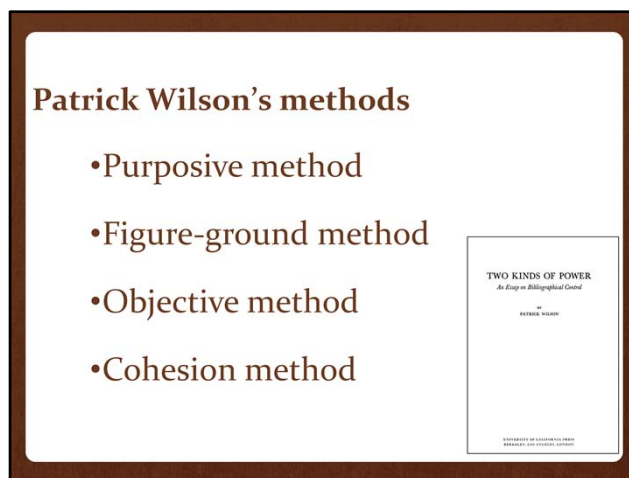 Patrick Wilson’s methods
•Purposive method
•Figure-ground method
•Objective method
•Cohesion method
TWO KINDS OF POWER
An Essay on Bibliographical Control
BY
PATRICK WILSON
UNIVERSITY OF CALIFORNIA PRESS
BERKELEY, LOS ANGELES, LONDON